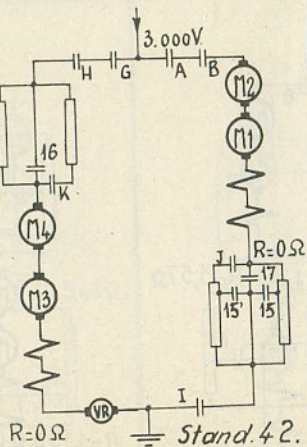 3.000V.
H G A B
M2
M1
16
K
M4
M3
J
R=0Ω
17
15' 15
I
R=0Ω
VR
Stand.42.